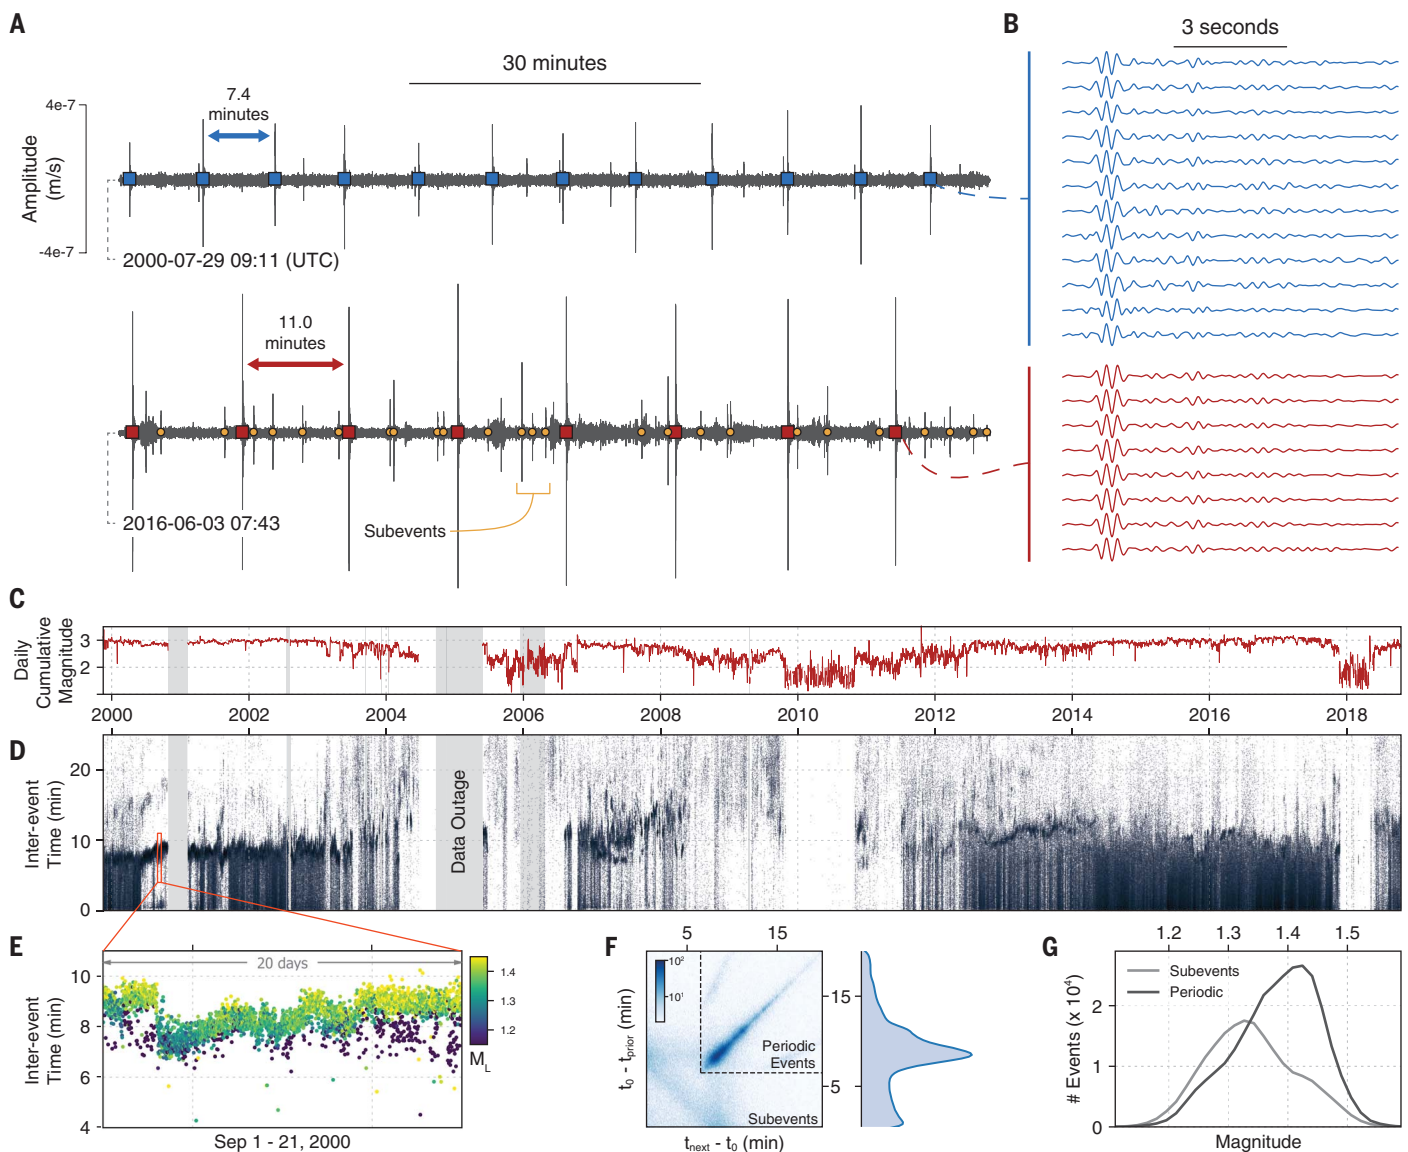 A
B
3 seconds
30 minutes
7.4
minutes
4e-7
Amplitude
(m/s)
-4e-7
2000-07-29 09:11 (UTC)
11.0
minutes
2016-06-03 07:43
Subevents
C
Daily
Cumulative
Magnitude
3
2
2000 2002 2004 2006 2008 2010 2012 2014 2016 2018
D
Inter-event
Time (min)
20
10
0
Data Outage
E
20 days
Inter-event
Time (min)
10
8
6
4
1.4
1.3
1.2
M_L
Sep 1 - 21, 2000
F
5 15
10²
10¹
t₀ - t_prior (min)
15
5
Periodic
Events
Subevents
t_next - t₀ (min)
G
1.2 1.3 1.4 1.5
Subevents
Periodic
# Events (x 10⁴)
2
1
0
Magnitude